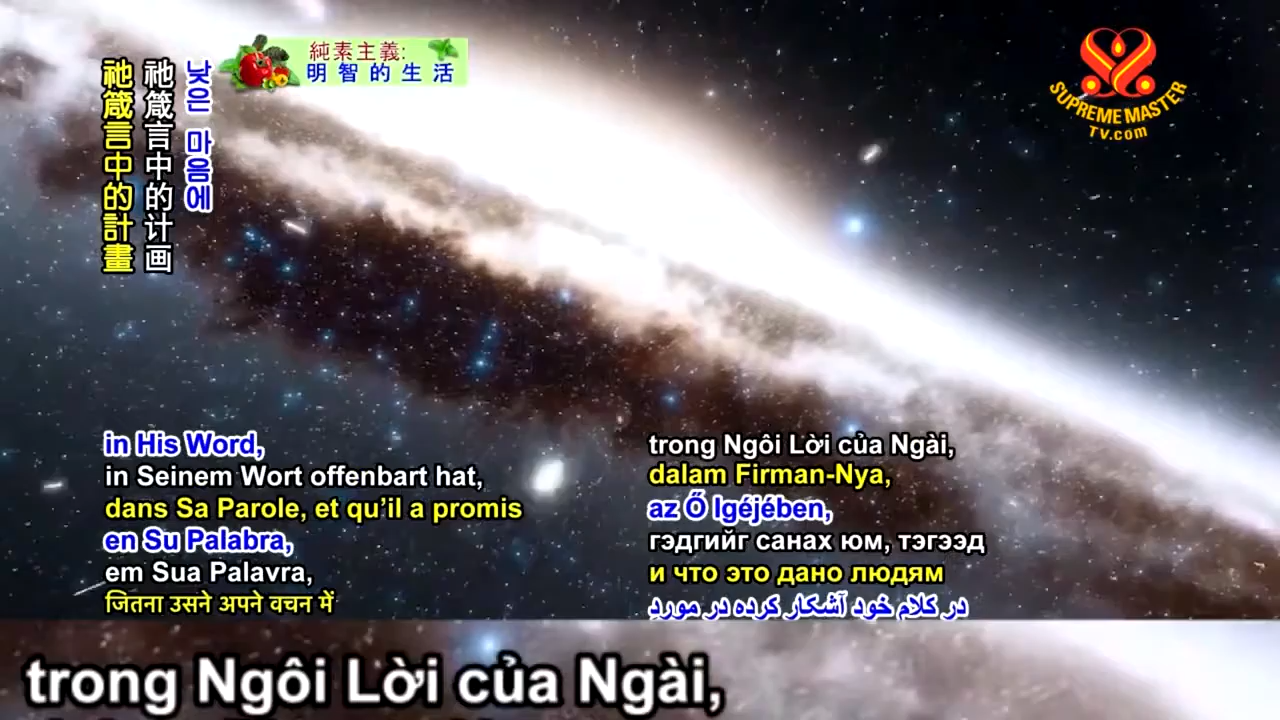 祂箴言中的計畫
祂箴言中的计画
낮은 마음에
純素主義:
明智的生活
SUPREME MASTER
TV.com
in His Word,
in Seinem Wort offenbart hat,
dans Sa Parole, et qu’il a promis
en Su Palabra,
em Sua Palavra,
जितना उसने अपने वचन में
trong Ngôi Lời của Ngài,
dalam Firman-Nya,
az Ő Igéjében,
гэдгийг санах юм, тэгээд
и что это дано людям
در کلام خود آشکار کرده در مورد
trong Ngôi Lời của Ngài,